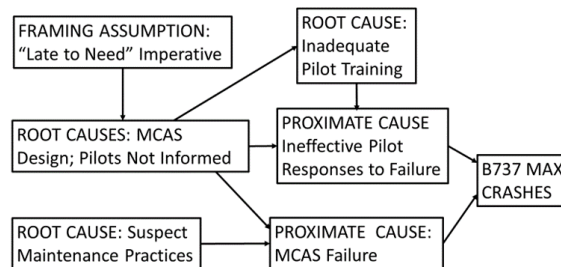 FRAMING ASSUMPTION:
“Late to Need” Imperative
ROOT CAUSE:
Inadequate
Pilot Training
ROOT CAUSES: MCAS
Design; Pilots Not Informed
PROXIMATE CAUSE
Ineffective Pilot
Responses to Failure
B737 MAX
CRASHES
ROOT CAUSE: Suspect
Maintenance Practices
PROXIMATE CAUSE:
MCAS Failure